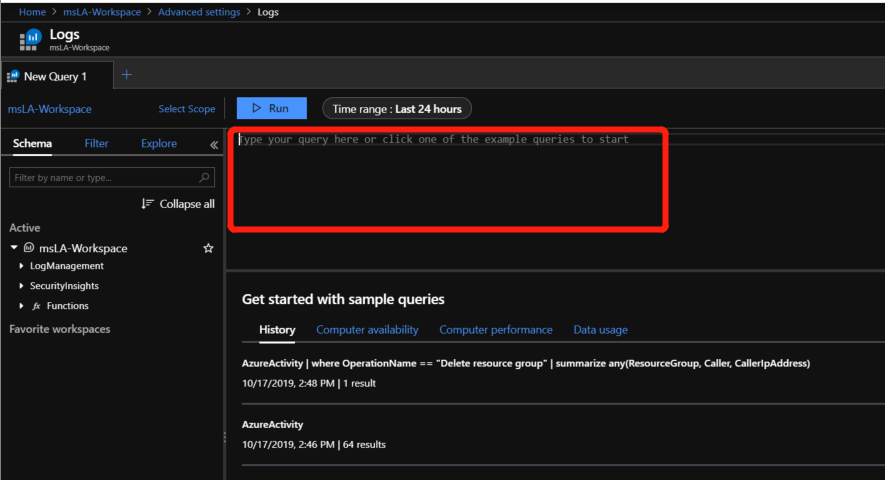 Home > msLA-Workspace > Advanced settings > Logs
Logs
msLA-Workspace
New Query 1
+
msLA-Workspace
Select Scope
Run
Time range : Last 24 hours
Schema
Filter
Explore
«
Type your query here or click one of the example queries to start
Filter by name or type...
Collapse all
Active
msLA-Workspace
LogManagement
SecurityInsights
fx Functions
Favorite workspaces
Get started with sample queries
History
Computer availability
Computer performance
Data usage
AzureActivity | where OperationName == "Delete resource group" | summarize any(ResourceGroup, Caller, CallerIpAddress)
10/17/2019, 2:48 PM | 1 result
AzureActivity
10/17/2019, 2:46 PM | 64 results